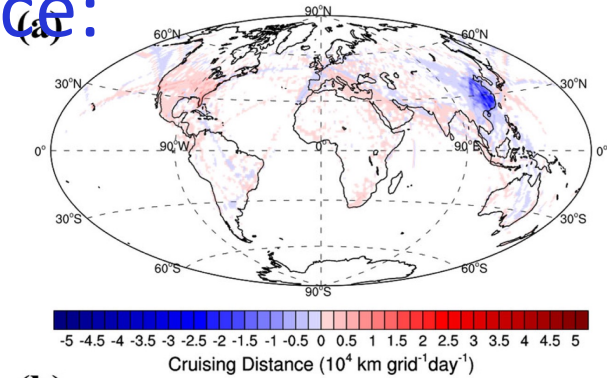 ce:
(a)
90°N
60°N 60°N
30°N 30°N
0° 90°W 0° 90°E 0°
30°S 30°S
60°S 60°S
90°S
-5 -4.5 -4 -3.5 -3 -2.5 -2 -1.5 -1 -0.5 0 0.5 1 1.5 2 2.5 3 3.5 4 4.5 5
Cruising Distance (10⁴ km grid⁻¹day⁻¹)